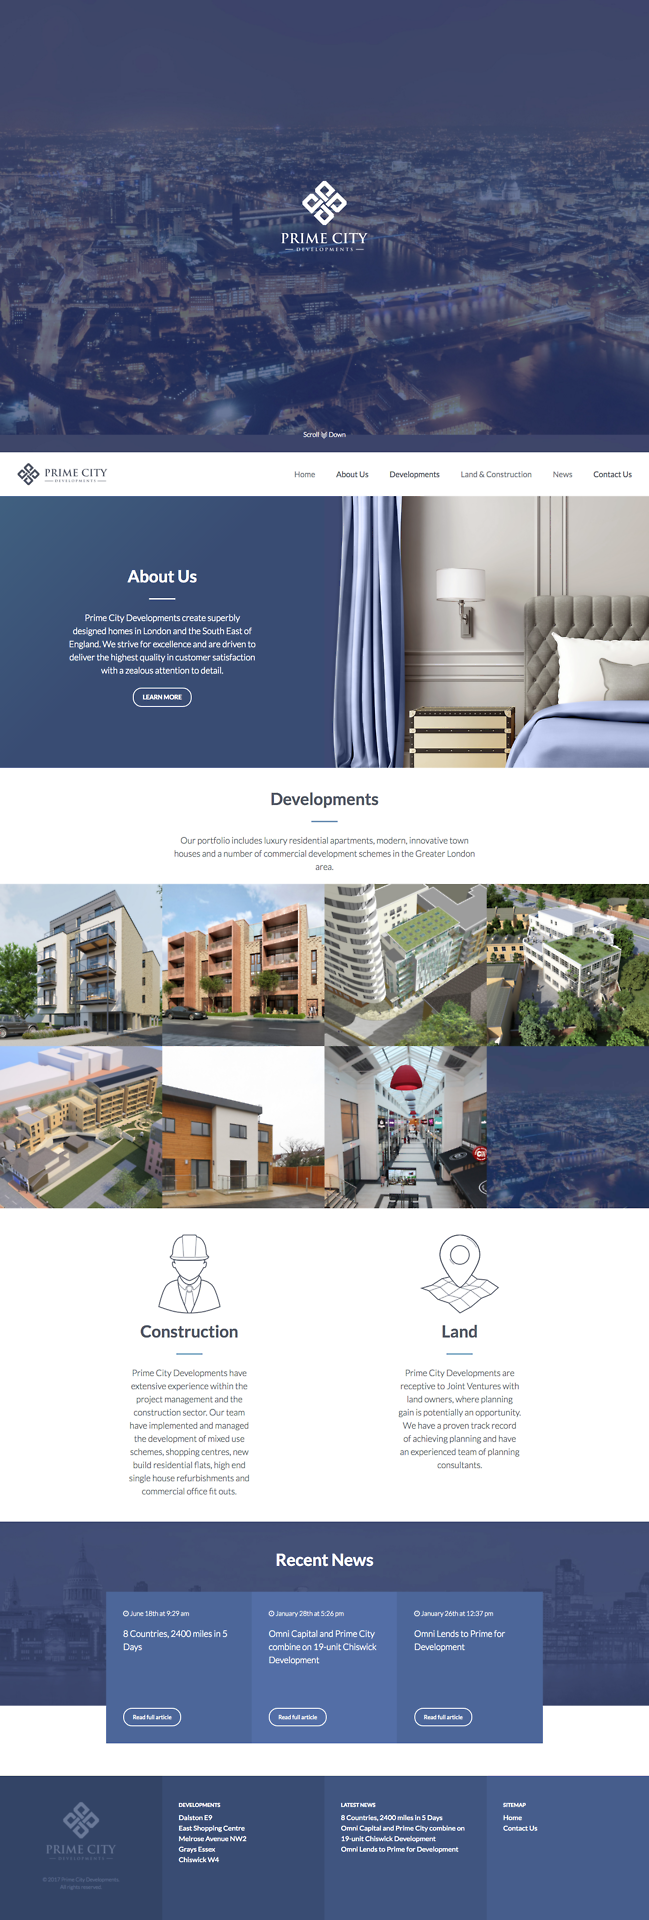 PRIME CITY
DEVELOPMENTS
Scroll Down
PRIME CITY
DEVELOPMENTS
Home
About Us
Developments
Land & Construction
News
Contact Us
About Us
Prime City Developments create superbly
designed homes in London and the South East of
England. We strive for excellence and are driven to
deliver the highest quality in customer satisfaction
with a zealous attention to detail.
LEARN MORE
Developments
Our portfolio includes luxury residential apartments, modern, innovative town
houses and a number of commercial development schemes in the Greater London
area.
Construction
Prime City Developments have
extensive experience within the
project management and the
construction sector. Our team
have implemented and managed
the development of mixed use
schemes, shopping centres, new
build residential flats, high end
single house refurbishments and
commercial office fit outs.
Land
Prime City Developments are
receptive to Joint Ventures with
land owners, where planning
gain is potentially an opportunity.
We have a proven track record
of achieving planning and have
an experienced team of planning
consultants.
Recent News
June 18th at 9:29 am
8 Countries, 2400 miles in 5
Days
Read full article
January 28th at 5:26 pm
Omni Capital and Prime City
combine on 19-unit Chiswick
Development
Read full article
January 26th at 12:37 pm
Omni Lends to Prime for
Development
Read full article
PRIME CITY
DEVELOPMENTS
© 2017 Prime City Developments.
All rights reserved.
DEVELOPMENTS
Dalston E9
East Shopping Centre
Melrose Avenue NW2
Grays Essex
Chiswick W4
LATEST NEWS
8 Countries, 2400 miles in 5 Days
Omni Capital and Prime City combine on
19-unit Chiswick Development
Omni Lends to Prime for Development
SITEMAP
Home
Contact Us